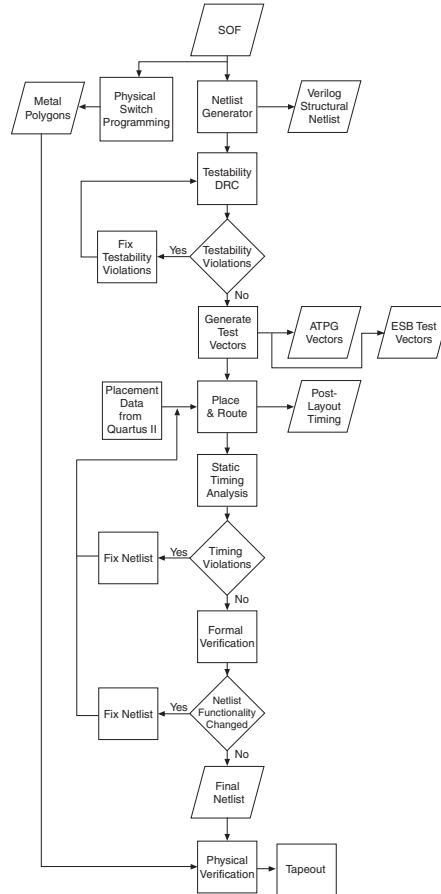 SOF
Metal
Polygons
Physical
Switch
Programming
Netlist
Generator
Verilog
Structural
Netlist
Testability
DRC
Fix
Testability
Violations
Yes
Testability
Violations
No
Generate
Test
Vectors
ATPG
Vectors
ESB Test
Vectors
Placement
Data
from
Quartus II
Place
& Route
Post-
Layout
Timing
Static
Timing
Analysis
Fix Netlist
Yes
Timing
Violations
No
Formal
Verification
Fix Netlist
Yes
Netlist
Functionality
Changed
No
Final
Netlist
Physical
Verification
Tapeout